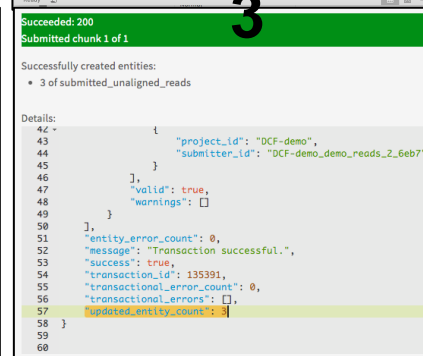 3
Succeeded: 200
Submitted chunk 1 of 1
Successfully created entities:
• 3 of submitted_unaligned_reads
Details:
42 {
43 "project_id": "DCF-demo",
44 "submitter_id": "DCF-demo_demo_reads_2_6eb7"
45 }
46 ],
47 "valid": true,
48 "warnings": []
49 }
50 ],
51 "entity_error_count": 0,
52 "message": "Transaction successful.",
53 "success": true,
54 "transaction_id": 135391,
55 "transactional_error_count": 0,
56 "transactional_errors": [],
57 "updated_entity_count": 3
58 }
59
60